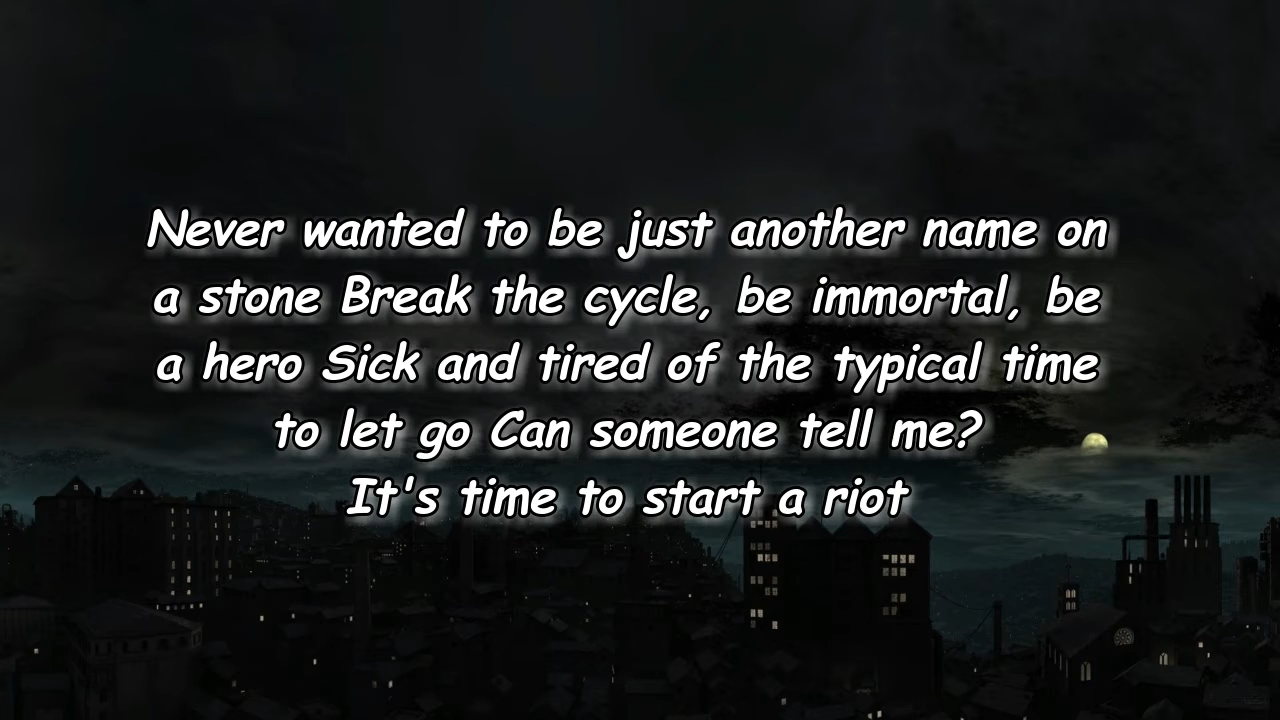 Never wanted to be just another name on
a stone Break the cycle, be immortal, be
a hero Sick and tired of the typical time
to let go Can someone tell me?
It's time to start a riot